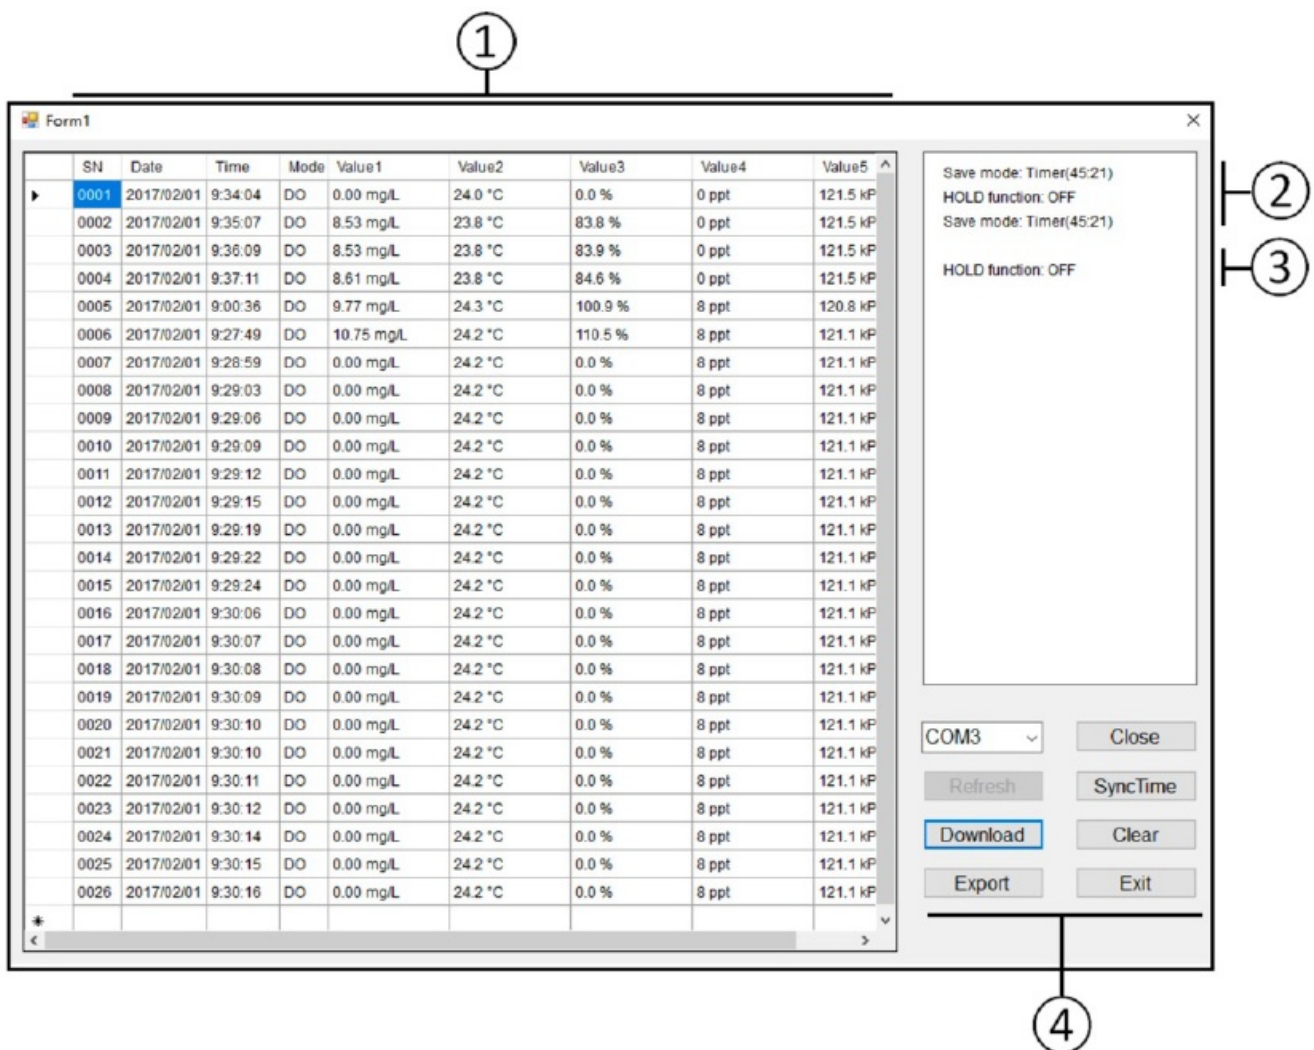 1
Form1
SN Date Time Mode Value1 Value2 Value3 Value4 Value5
0001 2017/02/01 9:34:04 DO 0.00 mg/L 24.0 °C 0.0 % 0 ppt 121.5 kP
0002 2017/02/01 9:35:07 DO 8.53 mg/L 23.8 °C 83.8 % 0 ppt 121.5 kP
0003 2017/02/01 9:36:09 DO 8.53 mg/L 23.8 °C 83.9 % 0 ppt 121.5 kP
0004 2017/02/01 9:37:11 DO 8.61 mg/L 23.8 °C 84.6 % 0 ppt 121.5 kP
0005 2017/02/01 9:00:36 DO 9.77 mg/L 24.3 °C 100.9 % 8 ppt 120.8 kP
0006 2017/02/01 9:27:49 DO 10.75 mg/L 24.2 °C 110.5 % 8 ppt 121.1 kP
0007 2017/02/01 9:28:59 DO 0.00 mg/L 24.2 °C 0.0 % 8 ppt 121.1 kP
0008 2017/02/01 9:29:03 DO 0.00 mg/L 24.2 °C 0.0 % 8 ppt 121.1 kP
0009 2017/02/01 9:29:06 DO 0.00 mg/L 24.2 °C 0.0 % 8 ppt 121.1 kP
0010 2017/02/01 9:29:09 DO 0.00 mg/L 24.2 °C 0.0 % 8 ppt 121.1 kP
0011 2017/02/01 9:29:12 DO 0.00 mg/L 24.2 °C 0.0 % 8 ppt 121.1 kP
0012 2017/02/01 9:29:15 DO 0.00 mg/L 24.2 °C 0.0 % 8 ppt 121.1 kP
0013 2017/02/01 9:29:19 DO 0.00 mg/L 24.2 °C 0.0 % 8 ppt 121.1 kP
0014 2017/02/01 9:29:22 DO 0.00 mg/L 24.2 °C 0.0 % 8 ppt 121.1 kP
0015 2017/02/01 9:29:24 DO 0.00 mg/L 24.2 °C 0.0 % 8 ppt 121.1 kP
0016 2017/02/01 9:30:06 DO 0.00 mg/L 24.2 °C 0.0 % 8 ppt 121.1 kP
0017 2017/02/01 9:30:07 DO 0.00 mg/L 24.2 °C 0.0 % 8 ppt 121.1 kP
0018 2017/02/01 9:30:08 DO 0.00 mg/L 24.2 °C 0.0 % 8 ppt 121.1 kP
0019 2017/02/01 9:30:09 DO 0.00 mg/L 24.2 °C 0.0 % 8 ppt 121.1 kP
0020 2017/02/01 9:30:10 DO 0.00 mg/L 24.2 °C 0.0 % 8 ppt 121.1 kP
0021 2017/02/01 9:30:10 DO 0.00 mg/L 24.2 °C 0.0 % 8 ppt 121.1 kP
0022 2017/02/01 9:30:11 DO 0.00 mg/L 24.2 °C 0.0 % 8 ppt 121.1 kP
0023 2017/02/01 9:30:12 DO 0.00 mg/L 24.2 °C 0.0 % 8 ppt 121.1 kP
0024 2017/02/01 9:30:14 DO 0.00 mg/L 24.2 °C 0.0 % 8 ppt 121.1 kP
0025 2017/02/01 9:30:15 DO 0.00 mg/L 24.2 °C 0.0 % 8 ppt 121.1 kP
0026 2017/02/01 9:30:16 DO 0.00 mg/L 24.2 °C 0.0 % 8 ppt 121.1 kP
Save mode: Timer(45:21)
HOLD function: OFF
Save mode: Timer(45:21)
HOLD function: OFF
2
3
COM3 Close
Refresh SyncTime
Download Clear
Export Exit
4